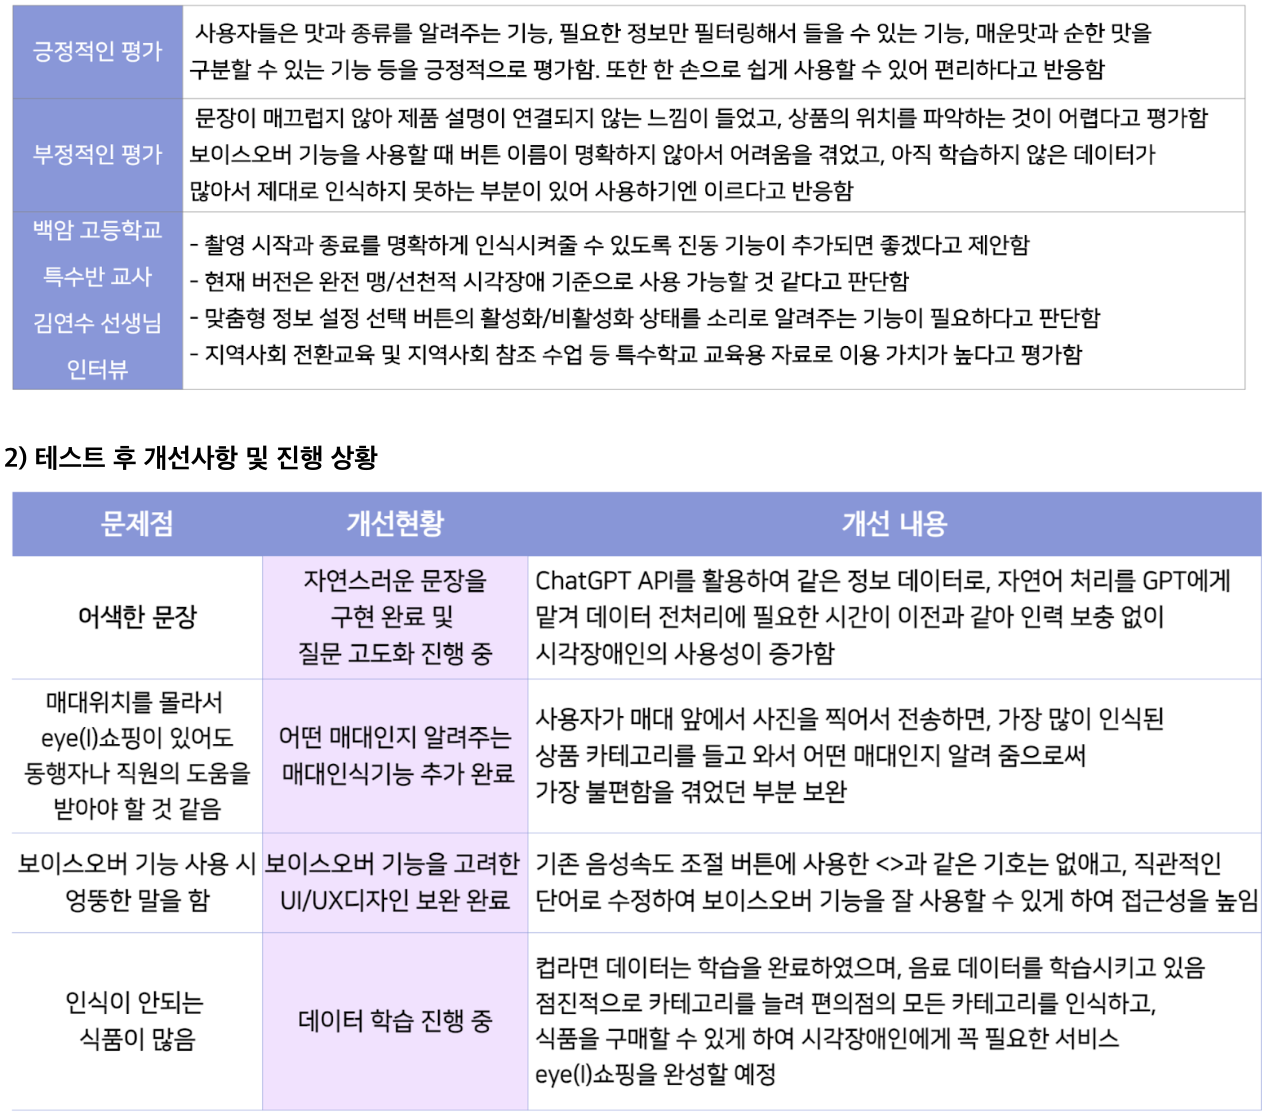 긍정적인 평가
사용자들은 맛과 종류를 알려주는 기능, 필요한 정보만 필터링해서 들을 수 있는 기능, 매운맛과 순한 맛을
구분할 수 있는 기능 등을 긍정적으로 평가함. 또한 한 손으로 쉽게 사용할 수 있어 편리하다고 반응함
부정적인 평가
문장이 매끄럽지 않아 제품 설명이 연결되지 않는 느낌이 들었고, 상품의 위치를 파악하는 것이 어렵다고 평가함
보이스오버 기능을 사용할 때 버튼 이름이 명확하지 않아서 어려움을 겪었고, 아직 학습하지 않은 데이터가
많아서 제대로 인식하지 못하는 부분이 있어 사용하기엔 이르다고 반응함
백암 고등학교
특수반 교사
김연수 선생님
인터뷰
- 촬영 시작과 종료를 명확하게 인식시켜줄 수 있도록 진동 기능이 추가되면 좋겠다고 제안함
- 현재 버전은 완전 맹/선천적 시각장애 기준으로 사용 가능할 것 같다고 판단함
- 맞춤형 정보 설정 선택 버튼의 활성화/비활성화 상태를 소리로 알려주는 기능이 필요하다고 판단함
- 지역사회 전환교육 및 지역사회 참조 수업 등 특수학교 교육용 자료로 이용 가치가 높다고 평가함
2) 테스트 후 개선사항 및 진행 상황
문제점
개선현황
개선 내용
어색한 문장
자연스러운 문장을
구현 완료 및
질문 고도화 진행 중
ChatGPT API를 활용하여 같은 정보 데이터로, 자연어 처리를 GPT에게
맡겨 데이터 전처리에 필요한 시간이 이전과 같아 인력 보충 없이
시각장애인의 사용성이 증가함
매대위치를 몰라서
eye(I)쇼핑이 있어도
동행자나 직원의 도움을
받아야 할 것 같음
어떤 매대인지 알려주는
매대인식기능 추가 완료
사용자가 매대 앞에서 사진을 찍어서 전송하면, 가장 많이 인식된
상품 카테고리를 들고 와서 어떤 매대인지 알려 줌으로써
가장 불편함을 겪었던 부분 보완
보이스오버 기능 사용 시
엉뚱한 말을 함
보이스오버 기능을 고려한
UI/UX디자인 보완 완료
기존 음성속도 조절 버튼에 사용한 <>과 같은 기호는 없애고, 직관적인
단어로 수정하여 보이스오버 기능을 잘 사용할 수 있게 하여 접근성을 높임
인식이 안되는
식품이 많음
데이터 학습 진행 중
컵라면 데이터는 학습을 완료하였으며, 음료 데이터를 학습시키고 있음
점진적으로 카테고리를 늘려 편의점의 모든 카테고리를 인식하고,
식품을 구매할 수 있게 하여 시각장애인에게 꼭 필요한 서비스
eye(I)쇼핑을 완성할 예정